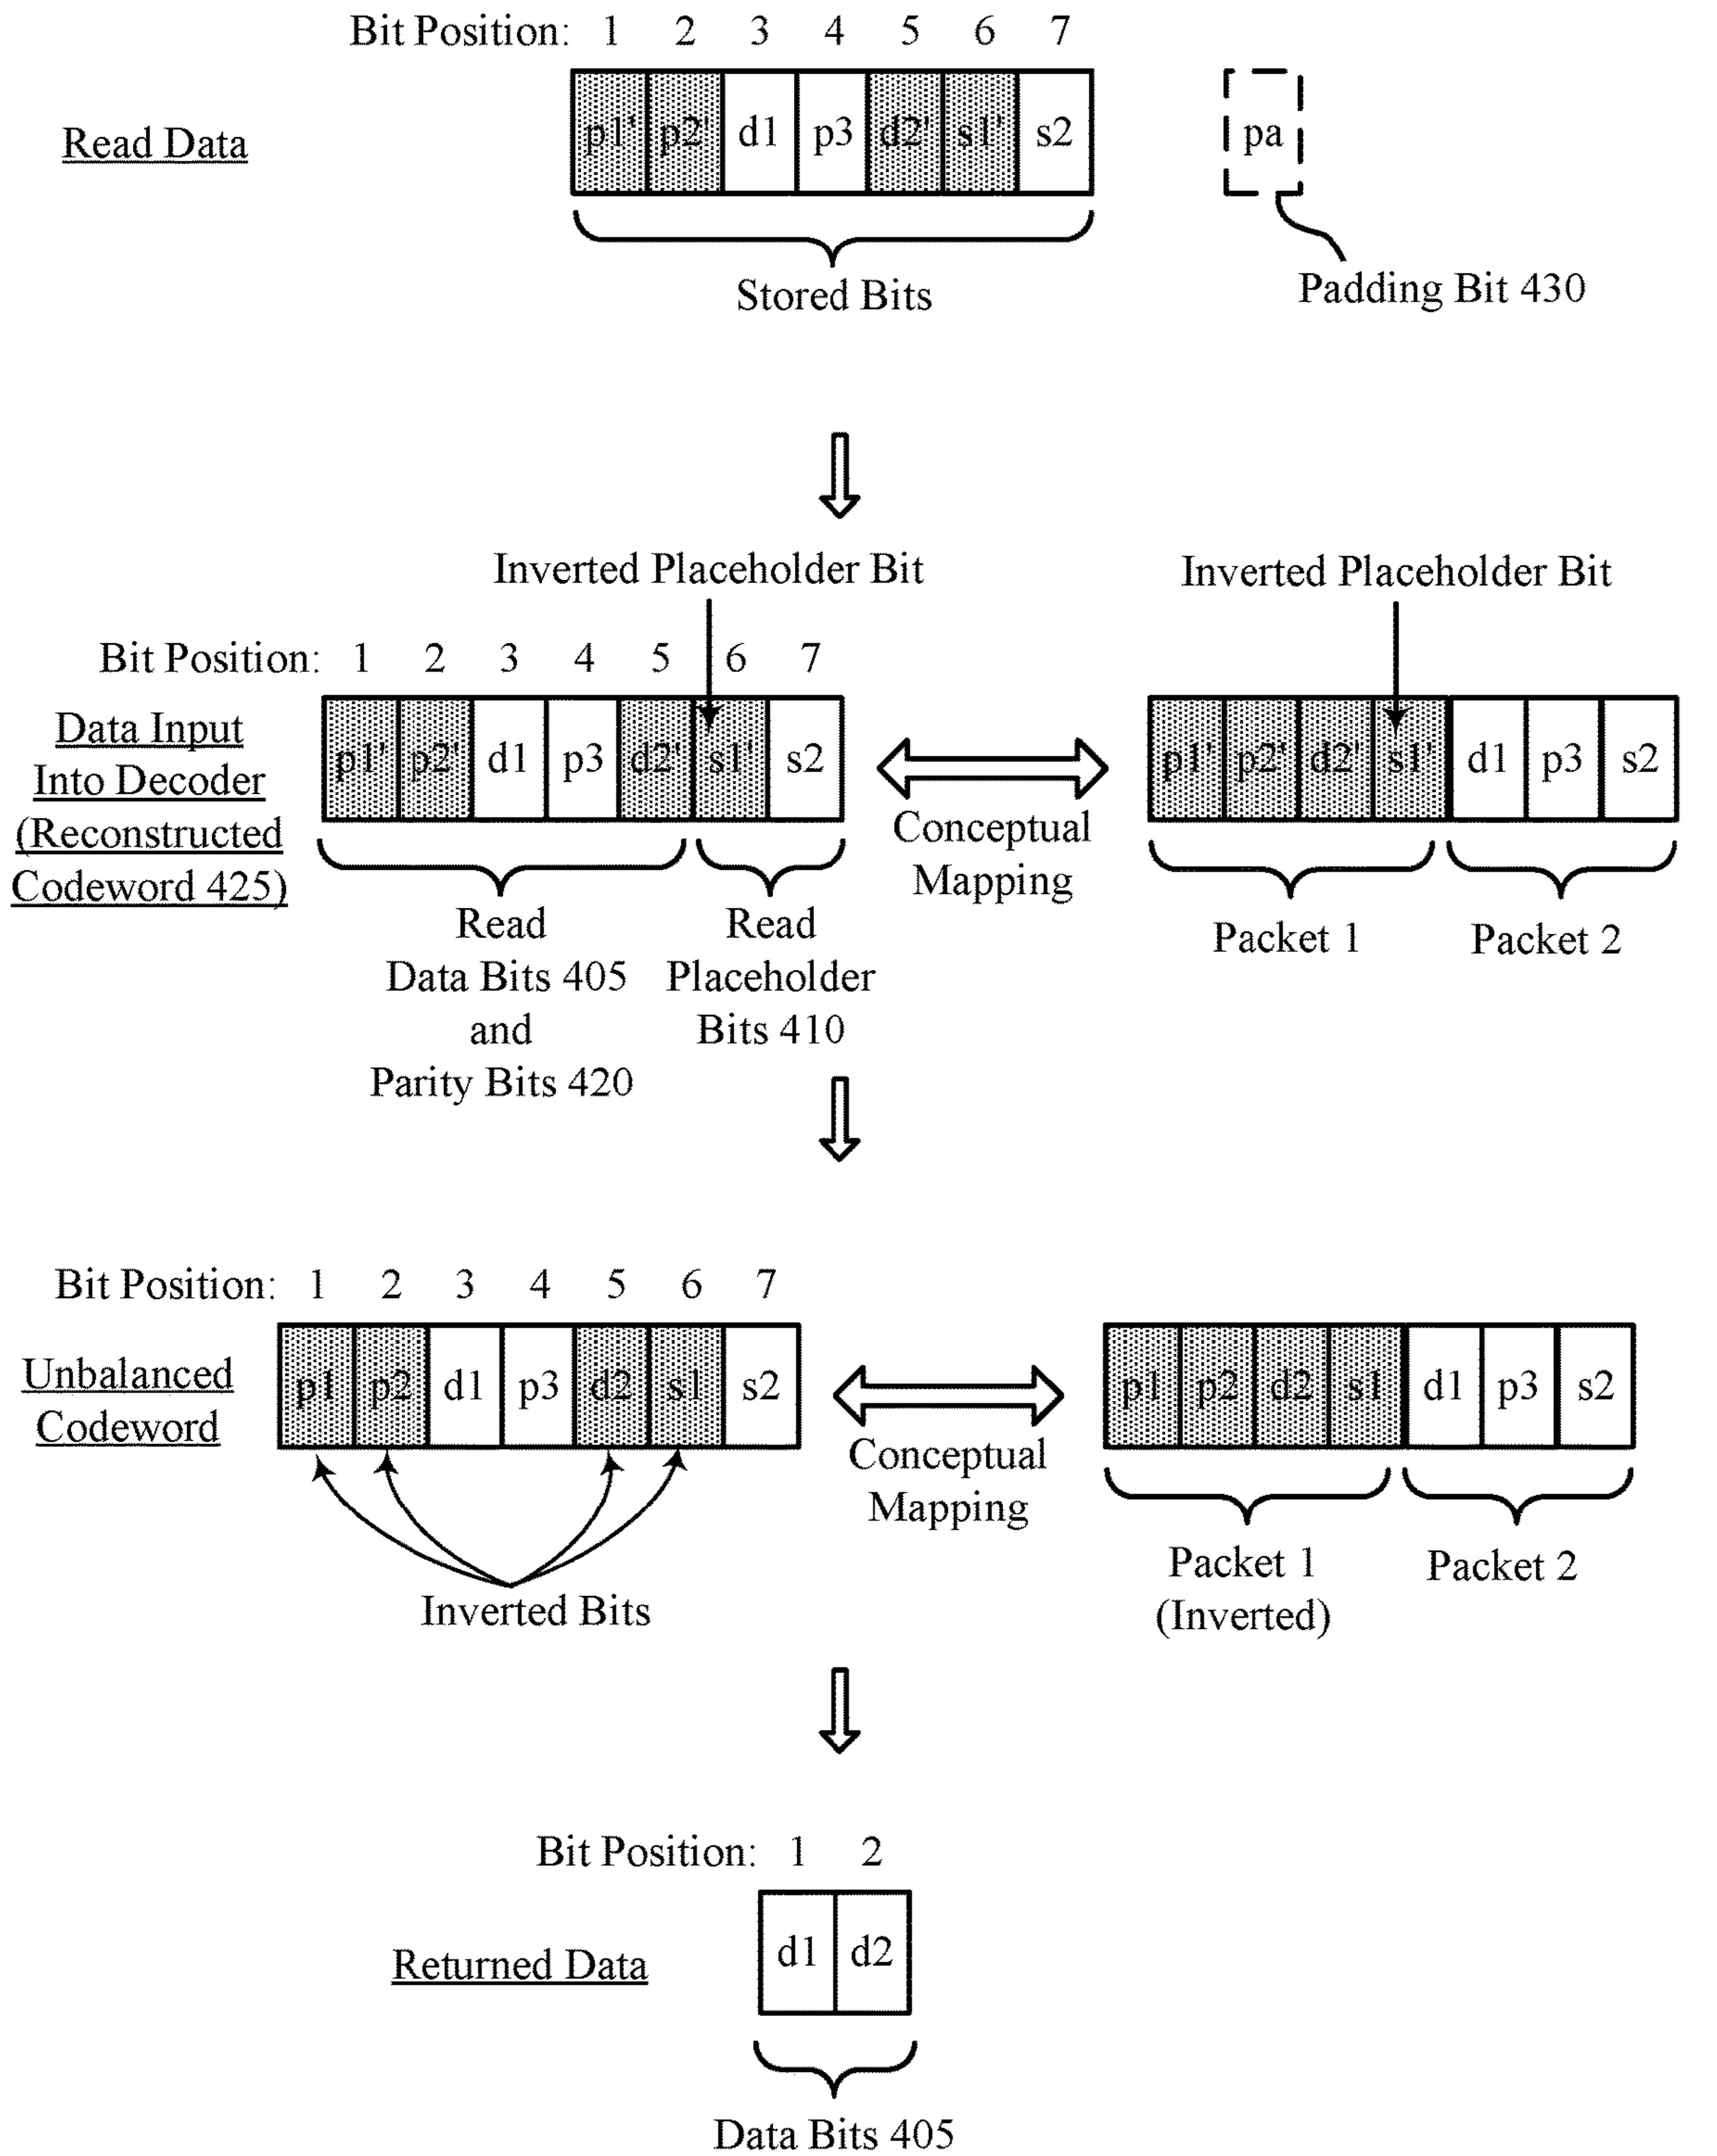 Bit Position: 1 2 3 4 5 6 7
Read Data
p1' p2' d1 p3 d2' s1' s2
pa
Stored Bits
Padding Bit 430
Inverted Placeholder Bit
Inverted Placeholder Bit
Bit Position: 1 2 3 4 5 6 7
Data Input
Into Decoder
(Reconstructed
Codeword 425)
p1' p2' d1 p3 d2' s1' s2
Conceptual
Mapping
p1' p2' d2' s1' d1 p3 s2
Read
Data Bits 405
and
Parity Bits 420
Read
Placeholder
Bits 410
Packet 1
Packet 2
Bit Position: 1 2 3 4 5 6 7
Unbalanced
Codeword
p1 p2 d1 p3 d2 s1 s2
Conceptual
Mapping
p1 p2 d2 s1 d1 p3 s2
Inverted Bits
Packet 1
(Inverted)
Packet 2
Bit Position: 1 2
Returned Data
d1 d2
Data Bits 405